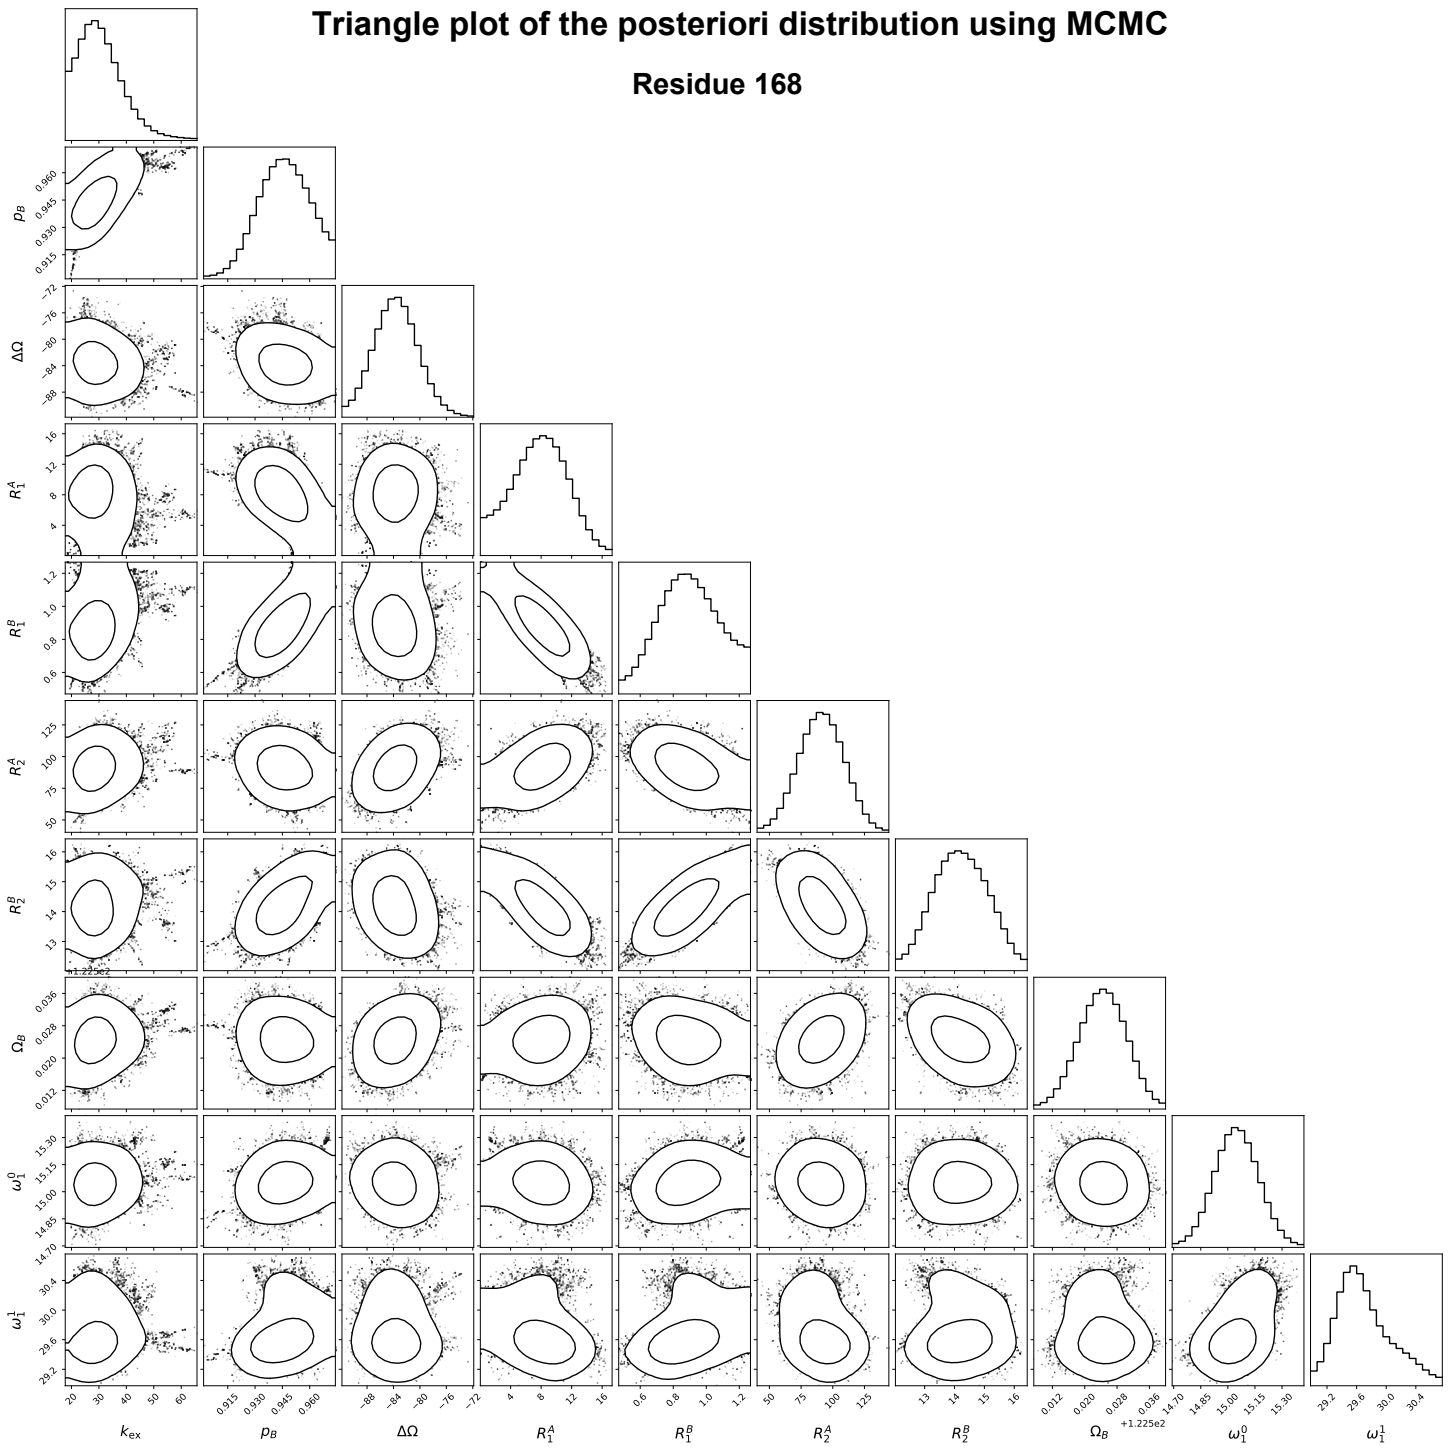 Triangle plot of the posteriori distribution using MCMC
Residue 168
p_B
0.960
0.945
0.930
0.915
ΔΩ
−72
−76
−80
−84
−88
R_1^A
16
12
8
4
R_1^B
1.2
1.0
0.8
0.6
R_2^A
125
100
75
50
R_2^B
16
15
14
13
+1.225e2
Ω_B
0.036
0.028
0.020
0.012
ω_1^0
15.30
15.15
15.00
14.85
14.70
ω_1^1
30.4
30.0
29.6
29.2
20 30 40 50 60 0.915 0.930 0.945 0.960 −88 −84 −80 −76 −72 4 8 12 16 0.6 0.8 1.0 1.2 50 75 100 125 13 14 15 16 0.012 0.020 0.028 0.036 14.70 14.85 15.00 15.15 15.30 29.2 29.6 30.0 30.4
+1.225e2
k_ex p_B ΔΩ R_1^A R_1^B R_2^A R_2^B Ω_B ω_1^0 ω_1^1